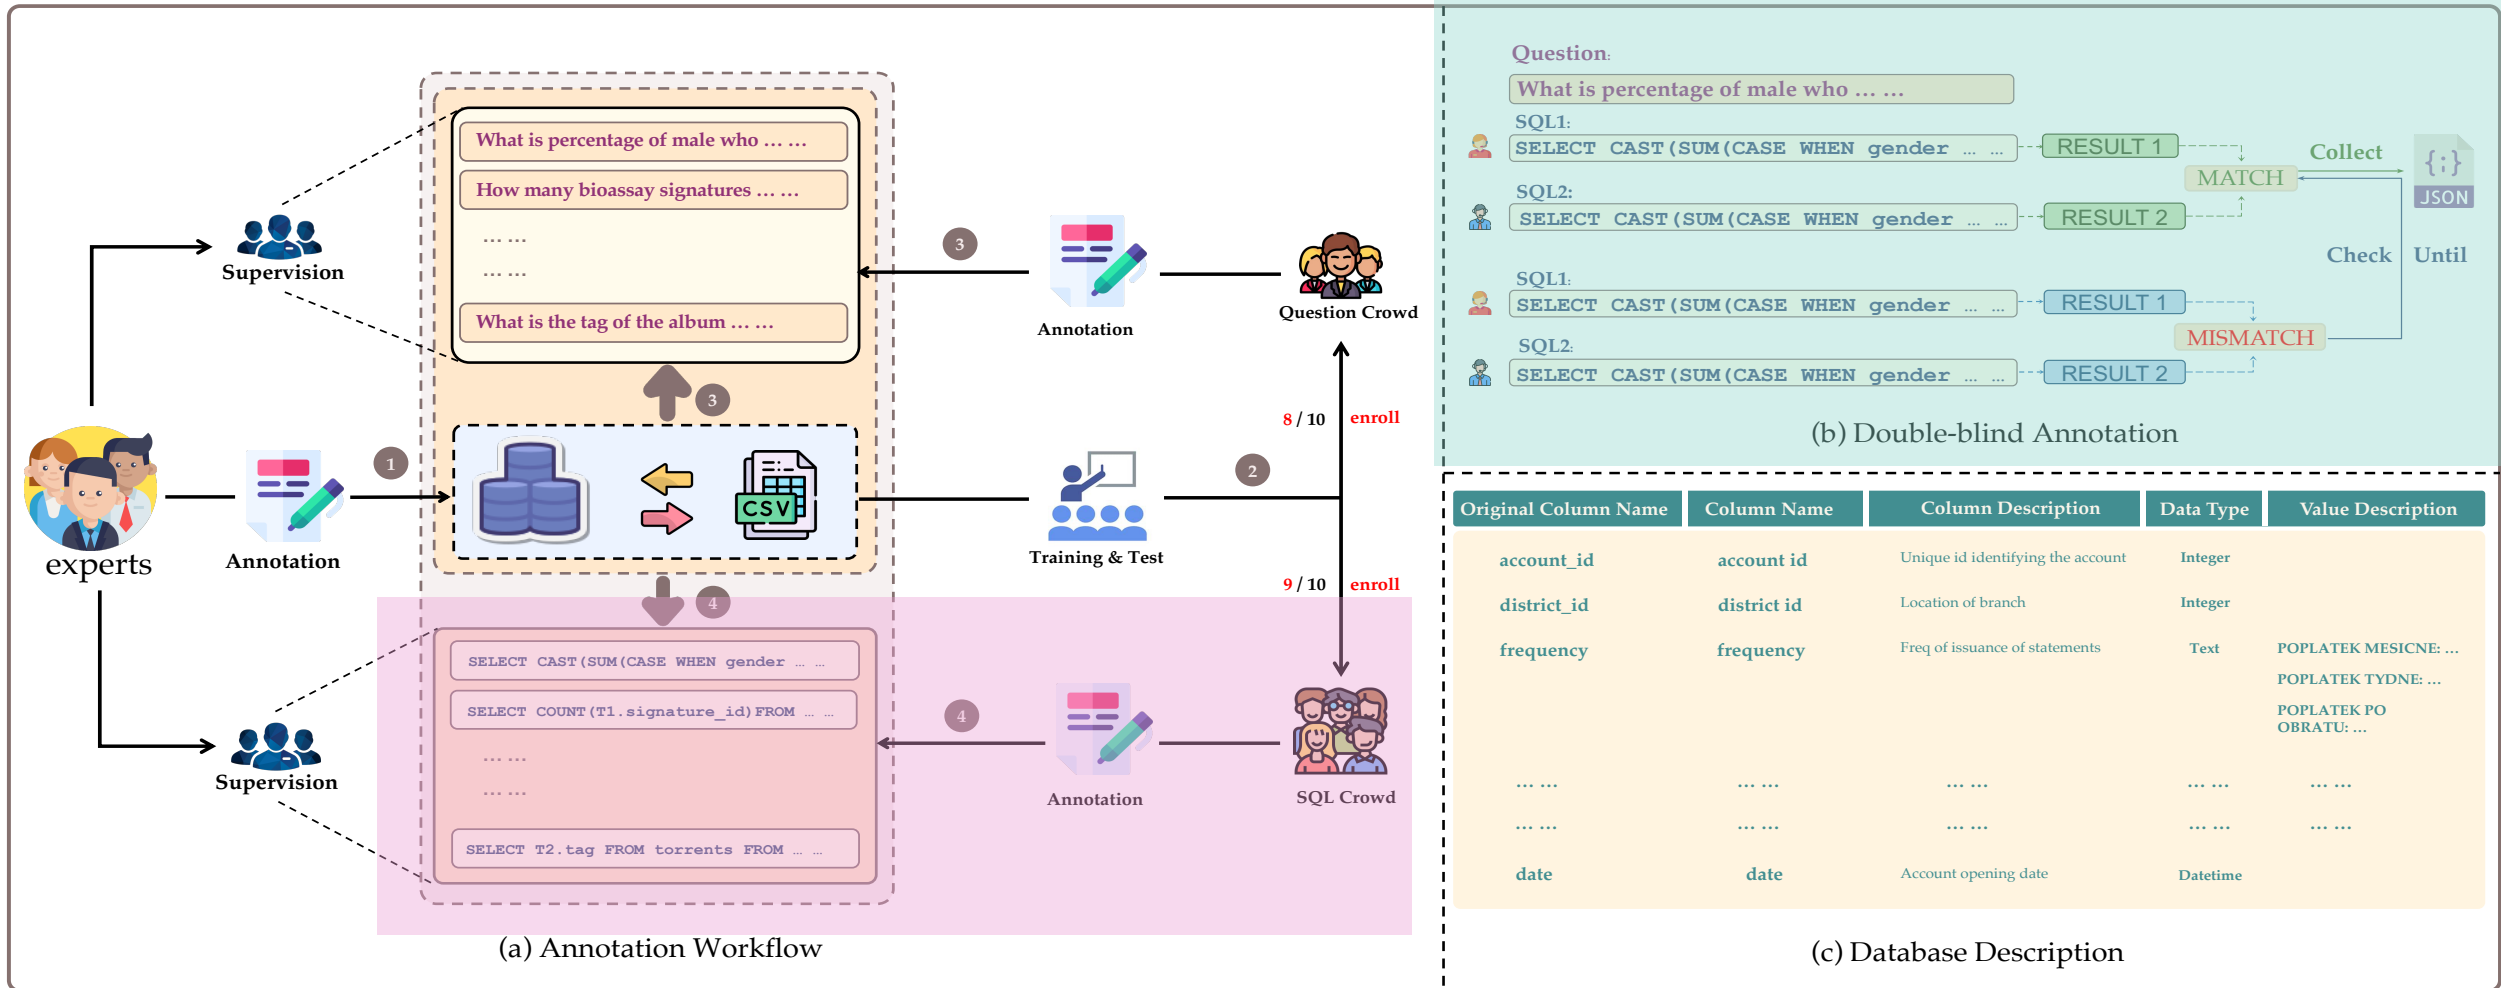 What is percentage of male who ... ...
How many bioassay signatures ... ...
... ...
... ...
What is the tag of the album ... ...
Supervision
3
Annotation
Question Crowd
3
8 / 10 enroll
experts
Annotation
1
CSV
Training & Test
2
9 / 10 enroll
4
SELECT CAST(SUM(CASE WHEN gender ... ...
SELECT COUNT(T1.signature_id)FROM ... ...
... ...
... ...
SELECT T2.tag FROM torrents FROM ... ...
Supervision
4
Annotation
SQL Crowd
(a) Annotation Workflow
Question:
What is percentage of male who ... ...
SQL1:
SELECT CAST(SUM(CASE WHEN gender ... ...
RESULT 1
SQL2:
SELECT CAST(SUM(CASE WHEN gender ... ...
RESULT 2
MATCH
Collect
{;}
JSON
Check Until
SQL1:
SELECT CAST(SUM(CASE WHEN gender ... ...
RESULT 1
MISMATCH
SQL2:
SELECT CAST(SUM(CASE WHEN gender ... ...
RESULT 2
(b) Double-blind Annotation
Original Column Name Column Name Column Description Data Type Value Description
account_id account id Unique id identifying the account Integer
district_id district id Location of branch Integer
frequency frequency Freq of issuance of statements Text POPLATEK MESICNE: ...
POPLATEK TYDNE: ...
POPLATEK PO
OBRATU: ...
... ... ... ... ... ... ... ... ... ...
... ... ... ... ... ... ... ... ... ...
date date Account opening date Datetime
(c) Database Description